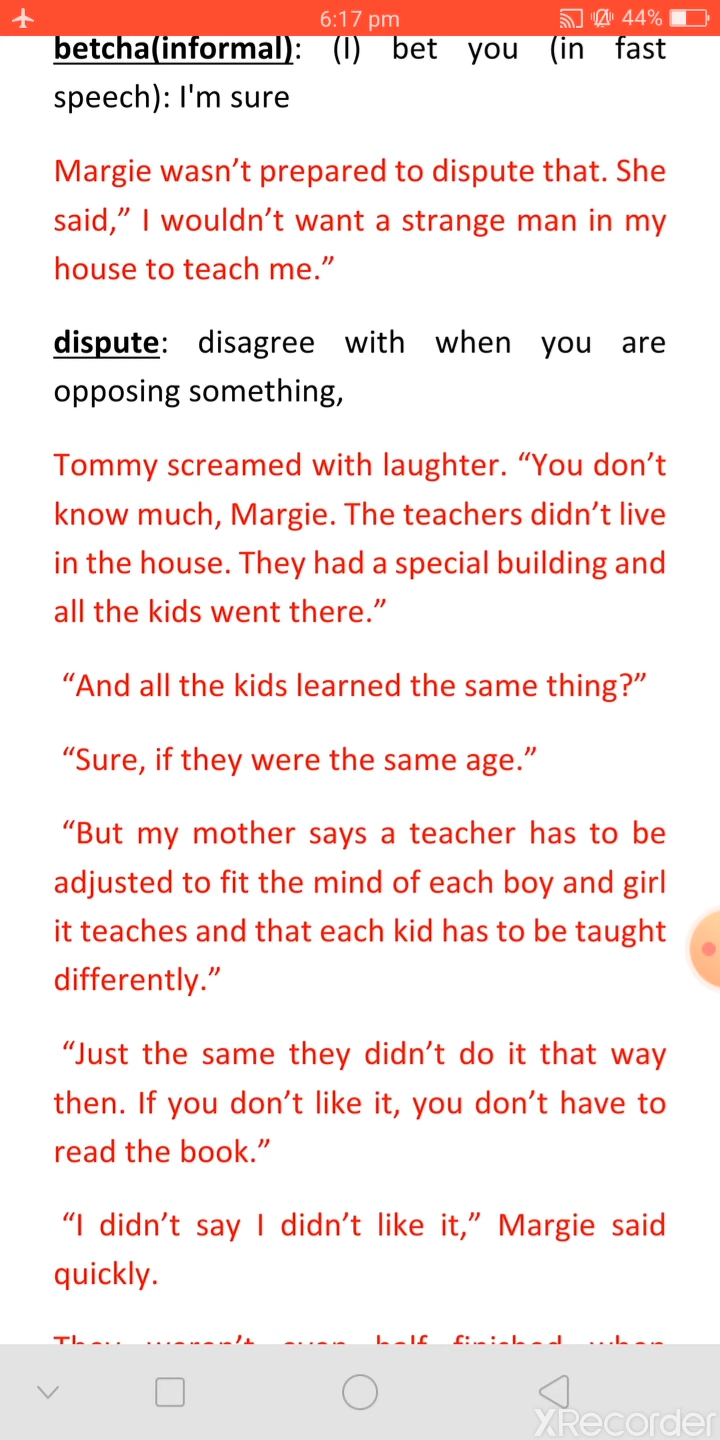 6:17 pm
44%
betcha(informal): (I) bet you (in fast
speech): I'm sure
Margie wasn’t prepared to dispute that. She
said,” I wouldn’t want a strange man in my
house to teach me.”
dispute: disagree with when you are
opposing something,
Tommy screamed with laughter. “You don’t
know much, Margie. The teachers didn’t live
in the house. They had a special building and
all the kids went there.”
“And all the kids learned the same thing?”
“Sure, if they were the same age.”
“But my mother says a teacher has to be
adjusted to fit the mind of each boy and girl
it teaches and that each kid has to be taught
differently.”
“Just the same they didn’t do it that way
then. If you don’t like it, you don’t have to
read the book.”
“I didn’t say I didn’t like it,” Margie said
quickly.
They weren’t even half finished when
XRecorder